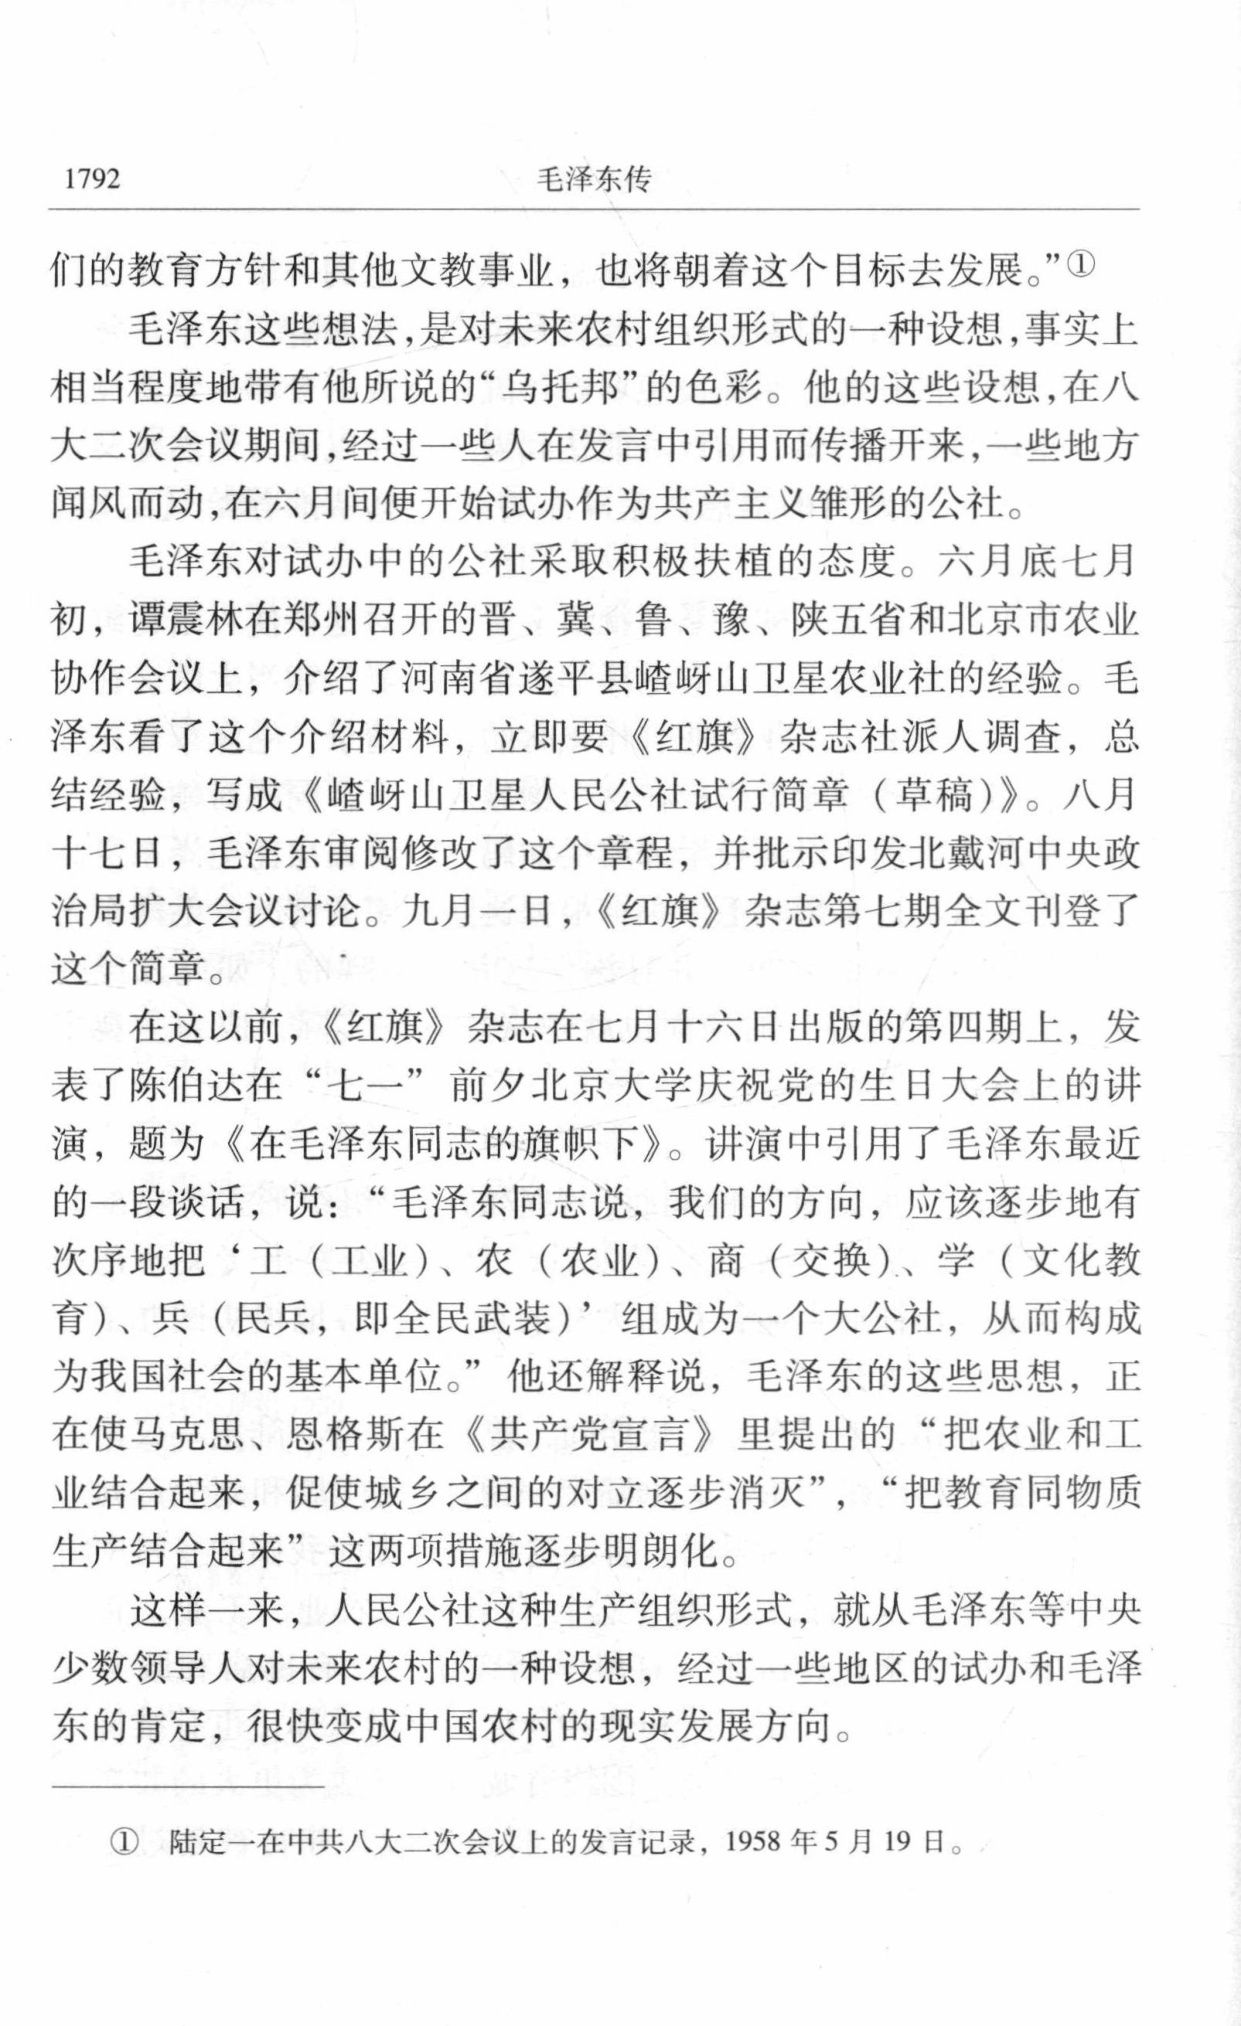 1792
毛泽东传
们的教育方针和其他文教事业，也将朝着这个目标去发展。”①
毛泽东这些想法，是对未来农村组织形式的一种设想，事实上
相当程度地带有他所说的“乌托邦”的色彩。他的这些设想，在八
大二次会议期间，经过一些人在发言中引用而传播开来，一些地方
闻风而动，在六月间便开始试办作为共产主义雏形的公社。
毛泽东对试办中的公社采取积极扶植的态度。六月底七月
初，谭震林在郑州召开的晋、冀、鲁、豫、陕五省和北京市农业
协作会议上，介绍了河南省遂平县嵖岈山卫星农业社的经验。毛
泽东看了这个介绍材料，立即要《红旗》杂志社派人调查，总
结经验，写成《嵖岈山卫星人民公社试行简章（草稿）》。八月
十七日，毛泽东审阅修改了这个章程，并批示印发北戴河中央政
治局扩大会议讨论。九月一日，《红旗》杂志第七期全文刊登了
这个简章。
在这以前，《红旗》杂志在七月十六日出版的第四期上，发
表了陈伯达在“七一”前夕北京大学庆祝党的生日大会上的讲
演，题为《在毛泽东同志的旗帜下》。讲演中引用了毛泽东最近
的一段谈话，说：“毛泽东同志说，我们的方向，应该逐步地有
次序地把‘工（工业）、农（农业）、商（交换）、学（文化教
育）、兵（民兵，即全民武装）’组成为一个大公社，从而构成
为我国社会的基本单位。”他还解释说，毛泽东的这些思想，正
在使马克思、恩格斯在《共产党宣言》里提出的“把农业和工
业结合起来，促使城乡之间的对立逐步消灭”，“把教育同物质
生产结合起来”这两项措施逐步明朗化。
这样一来，人民公社这种生产组织形式，就从毛泽东等中央
少数领导人对未来农村的一种设想，经过一些地区的试办和毛泽
东的肯定，很快变成中国农村的现实发展方向。
① 陆定一在中共八大二次会议上的发言记录，1958 年 5 月 19 日。